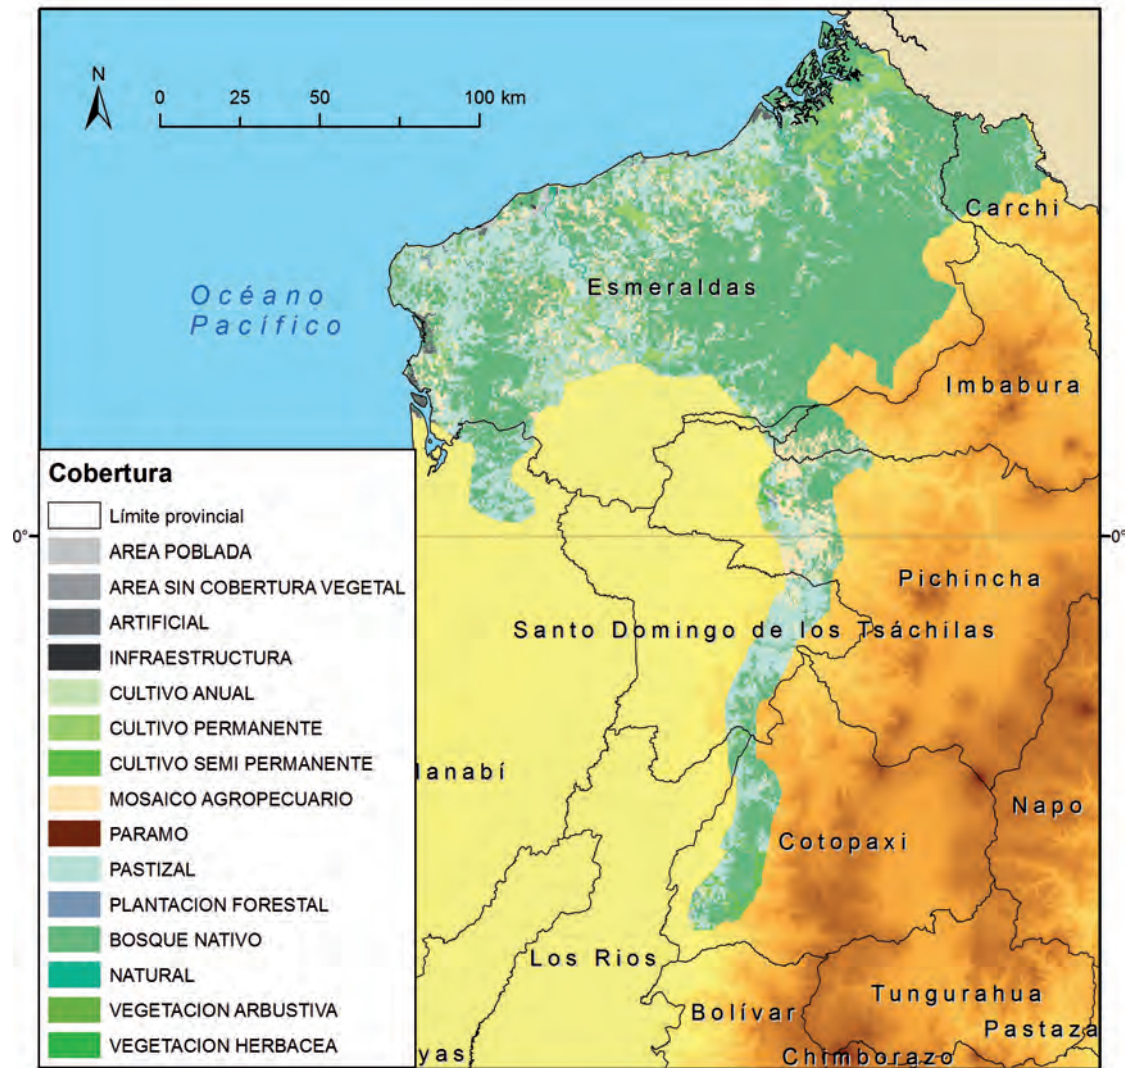 N
0 25 50 100 km
Carchi
Esmeraldas
Océano
Pacífico
Imbabura
Cobertura
Límite provincial
0°
0°
AREA POBLADA
Pichincha
AREA SIN COBERTURA VEGETAL
ARTIFICIAL
Santo Domingo de los Tsáchilas
INFRAESTRUCTURA
CULTIVO ANUAL
CULTIVO PERMANENTE
CULTIVO SEMI PERMANENTE
lanabí
MOSAICO AGROPECUARIO
Napo
PARAMO
Cotopaxi
PASTIZAL
PLANTACION FORESTAL
BOSQUE NATIVO
Los Rios
NATURAL
Tungurahua
VEGETACION ARBUSTIVA
Bolívar
Pastaza
VEGETACION HERBACEA
yas
Chimborazo